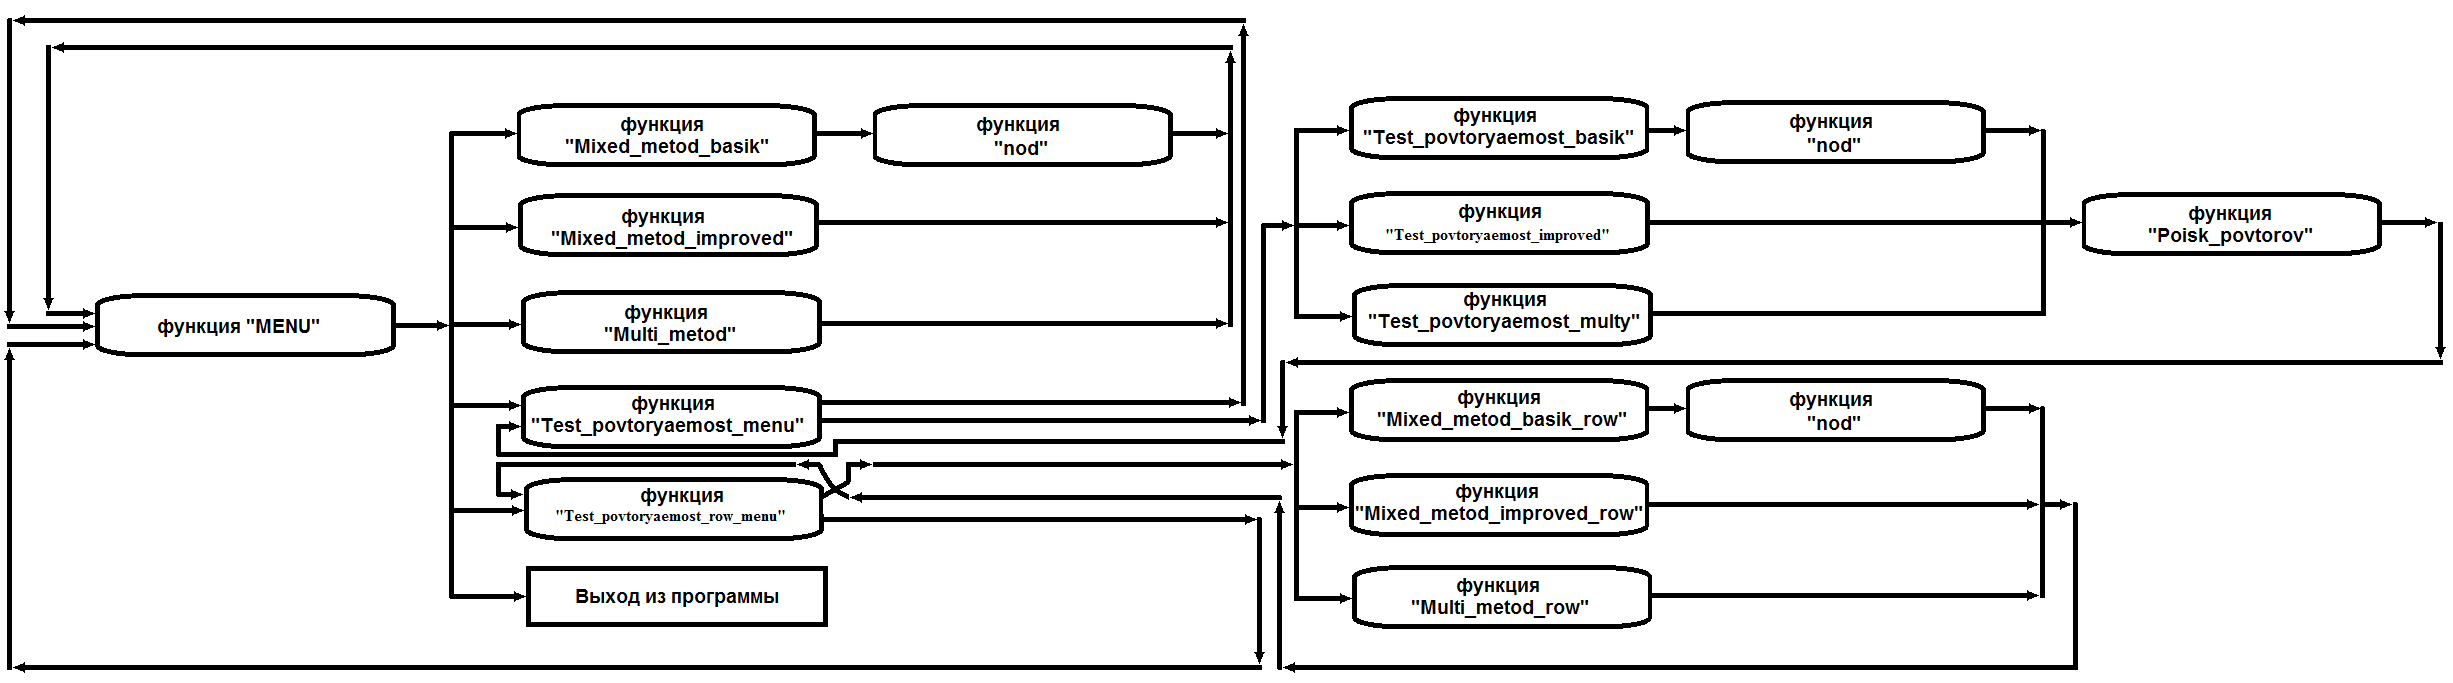 функция "MENU"
функция
"Mixed_metod_basik"
функция
"nod"
функция
"Mixed_metod_improved"
функция
"Multi_metod"
функция
"Test_povtoryaemost_menu"
функция
"Test_povtoryaemost_row_menu"
Выход из программы
функция
"Test_povtoryaemost_basik"
функция
"nod"
функция
"Test_povtoryaemost_improved"
функция
"Test_povtoryaemost_multy"
функция
"Poisk_povtorov"
функция
"Mixed_metod_basik_row"
функция
"nod"
функция
"Mixed_metod_improved_row"
функция
"Multi_metod_row"